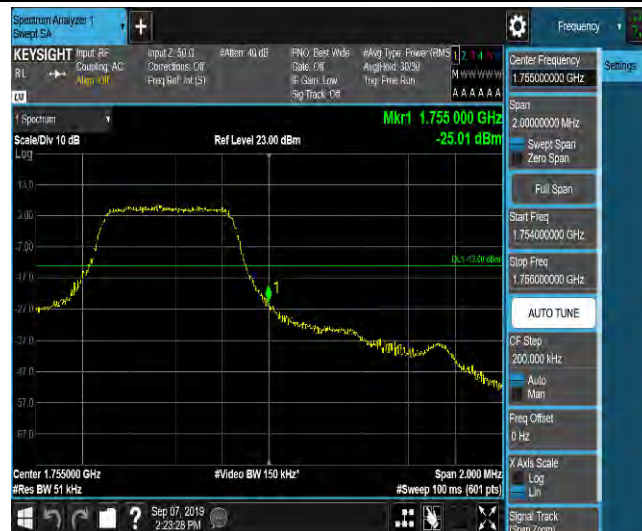 Spectrum Analyzer 1
Swept SA
+
Frequency
KEYSIGHT Input: RF
RL
Coupling: AC
Align: Off
Input Z: 50 Ω
Corrections: Off
Freq Ref: Int (S)
#Atten: 40 dB
PNO: Best Wide
Gate: Off
IF Gain: Low
Sig Track: Off
#Avg Type: Power (RMS
Avg|Hold: 30/30
Trig: Free Run
M W W W W W
A A A A A A
LW
1 Spectrum
Scale/Div 10 dB
Log
Ref Level 23.00 dBm
Mkr1 1.755 000 GHz
-25.01 dBm
13.0
3.00
-7.00
-17.0
-27.0
-37.0
-47.0
-57.0
-67.0
DL1 -13.00 dBm
1
Center 1.755000 GHz
#Res BW 51 kHz
#Video BW 150 kHz*
Span 2.000 MHz
#Sweep 100 ms (601 pts)
Sep 07, 2019
2:23:28 PM
Center Frequency
1.755000000 GHz
Settings
Span
2.00000000 MHz
Swept Span
Zero Span
Full Span
Start Freq
1.754000000 GHz
Stop Freq
1.756000000 GHz
AUTO TUNE
CF Step
200.000 kHz
Auto
Man
Freq Offset
0 Hz
X Axis Scale
Log
Lin
Signal Track
(Span Zoom)